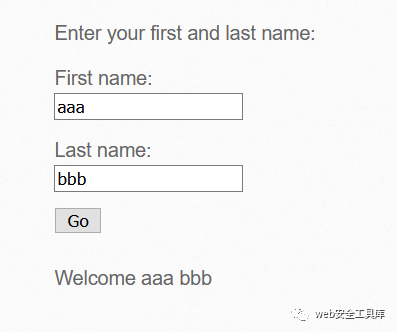 Enter your first and last name:
First name:
aaa
Last name:
bbb
Go
Welcome aaa bbb
web安全工具库